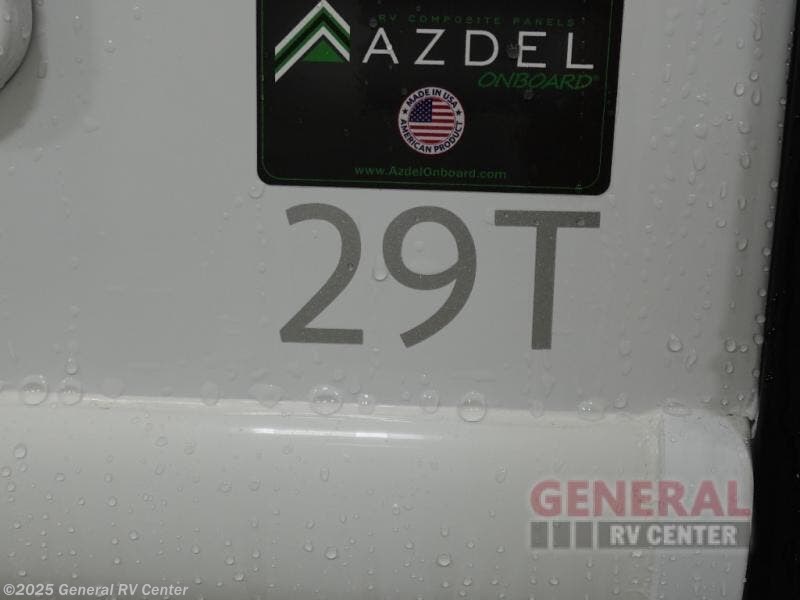 RV COMPOSITE PANELS
AZDEL
ONBOARD®
MADE IN USA
AMERICAN PRODUCT
www.AzdelOnboard.com
29T
GENERAL
RV CENTER
©2025 General RV Center